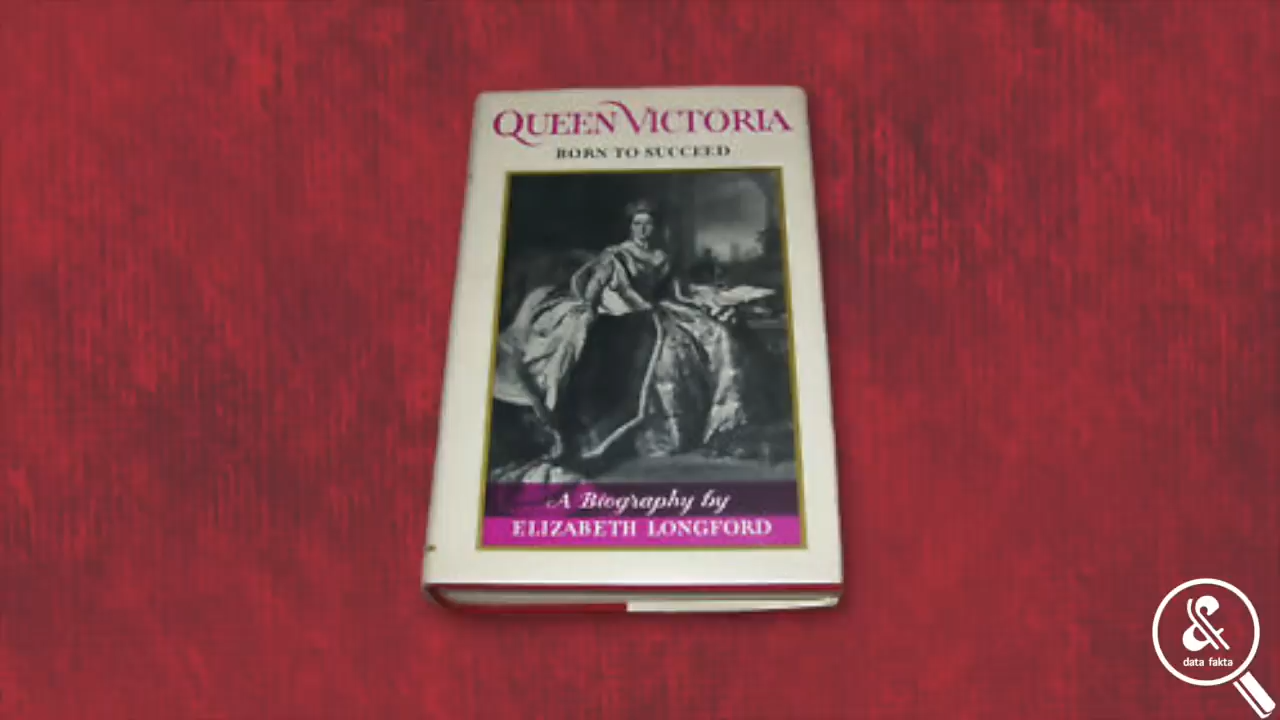 QUEEN VICTORIA
BORN TO SUCCEED
A Biography by
ELIZABETH LONGFORD
&
data fakta